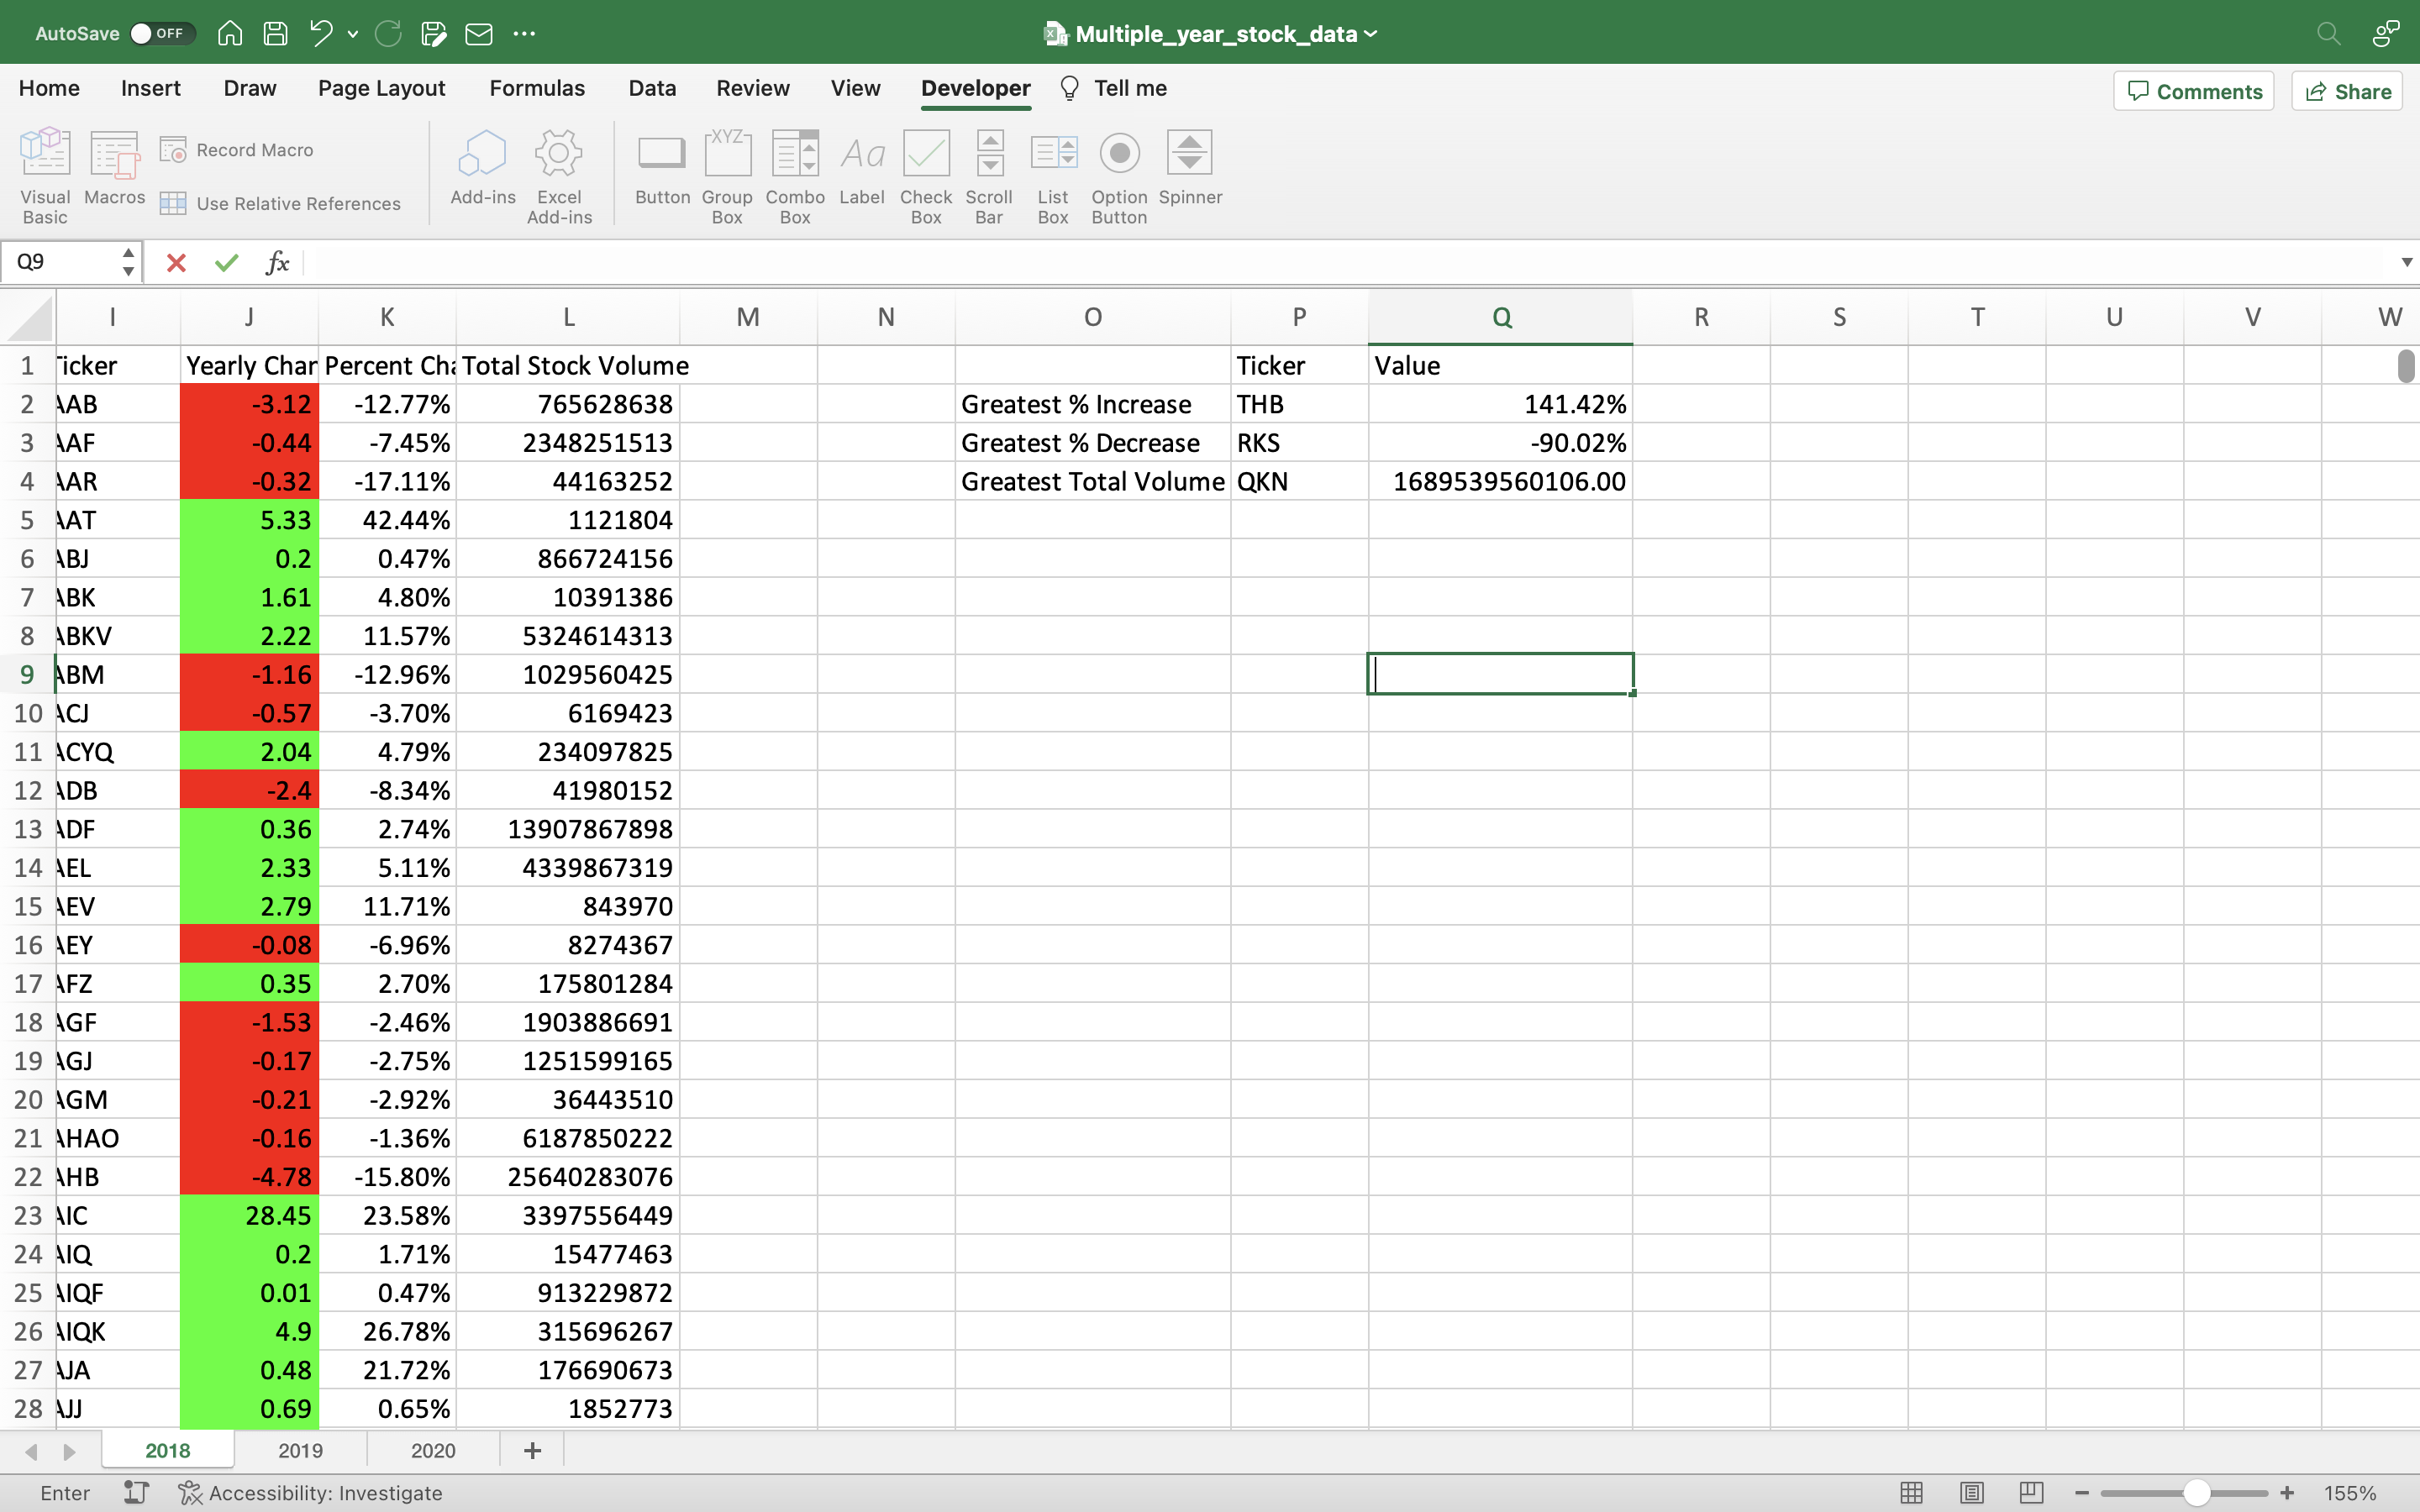 AutoSave OFF Multiple_year_stock_data
Home Insert Draw Page Layout Formulas Data Review View Developer Tell me Comments Share
Visual Basic Macros Record Macro Use Relative References Add-ins Excel Add-ins Button XYZ Group Box Combo Box Aa Label Check Box Scroll Bar List Box Option Button Spinner
Q9 fx
I J K L M N O P Q R S T U V W
1 Ticker Yearly Char Percent Cha Total Stock Volume Ticker Value
2 AAB -3.12 -12.77% 765628638 Greatest % Increase THB 141.42%
3 AAF -0.44 -7.45% 2348251513 Greatest % Decrease RKS -90.02%
4 AAR -0.32 -17.11% 44163252 Greatest Total Volume QKN 1689539560106.00
5 AAT 5.33 42.44% 1121804
6 ABJ 0.2 0.47% 866724156
7 ABK 1.61 4.80% 10391386
8 ABKV 2.22 11.57% 5324614313
9 ABM -1.16 -12.96% 1029560425
10 ACJ -0.57 -3.70% 6169423
11 ACYQ 2.04 4.79% 234097825
12 ADB -2.4 -8.34% 41980152
13 ADF 0.36 2.74% 13907867898
14 AEL 2.33 5.11% 4339867319
15 AEV 2.79 11.71% 843970
16 AEY -0.08 -6.96% 8274367
17 AFZ 0.35 2.70% 175801284
18 AGF -1.53 -2.46% 1903886691
19 AGJ -0.17 -2.75% 1251599165
20 AGM -0.21 -2.92% 36443510
21 AHAO -0.16 -1.36% 6187850222
22 AHB -4.78 -15.80% 25640283076
23 AIC 28.45 23.58% 3397556449
24 AIQ 0.2 1.71% 15477463
25 AIQF 0.01 0.47% 913229872
26 AIQK 4.9 26.78% 315696267
27 AJA 0.48 21.72% 176690673
28 AJJ 0.69 0.65% 1852773
2018 2019 2020 +
Enter Accessibility: Investigate 155%